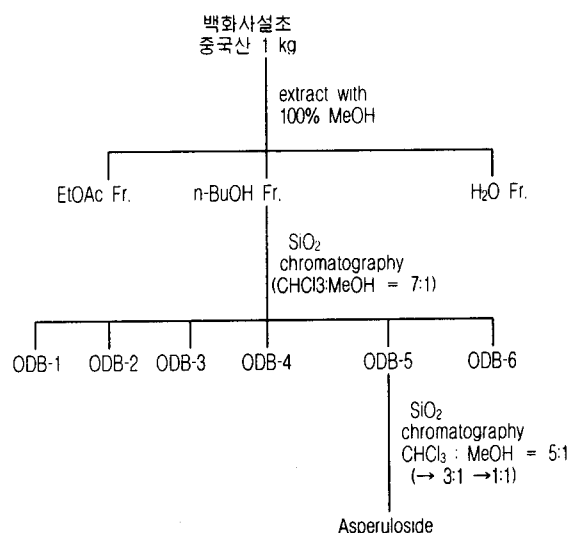 백화사설초
중국산 1 kg
extract with
100% MeOH
EtOAc Fr.
n-BuOH Fr.
H₂O Fr.
SiO₂
chromatography
(CHCl3:MeOH = 7:1)
ODB-1
ODB-2
ODB-3
ODB-4
ODB-5
ODB-6
SiO₂
chromatography
CHCl₃ : MeOH = 5:1
(→ 3:1 →1:1)
Asperuloside